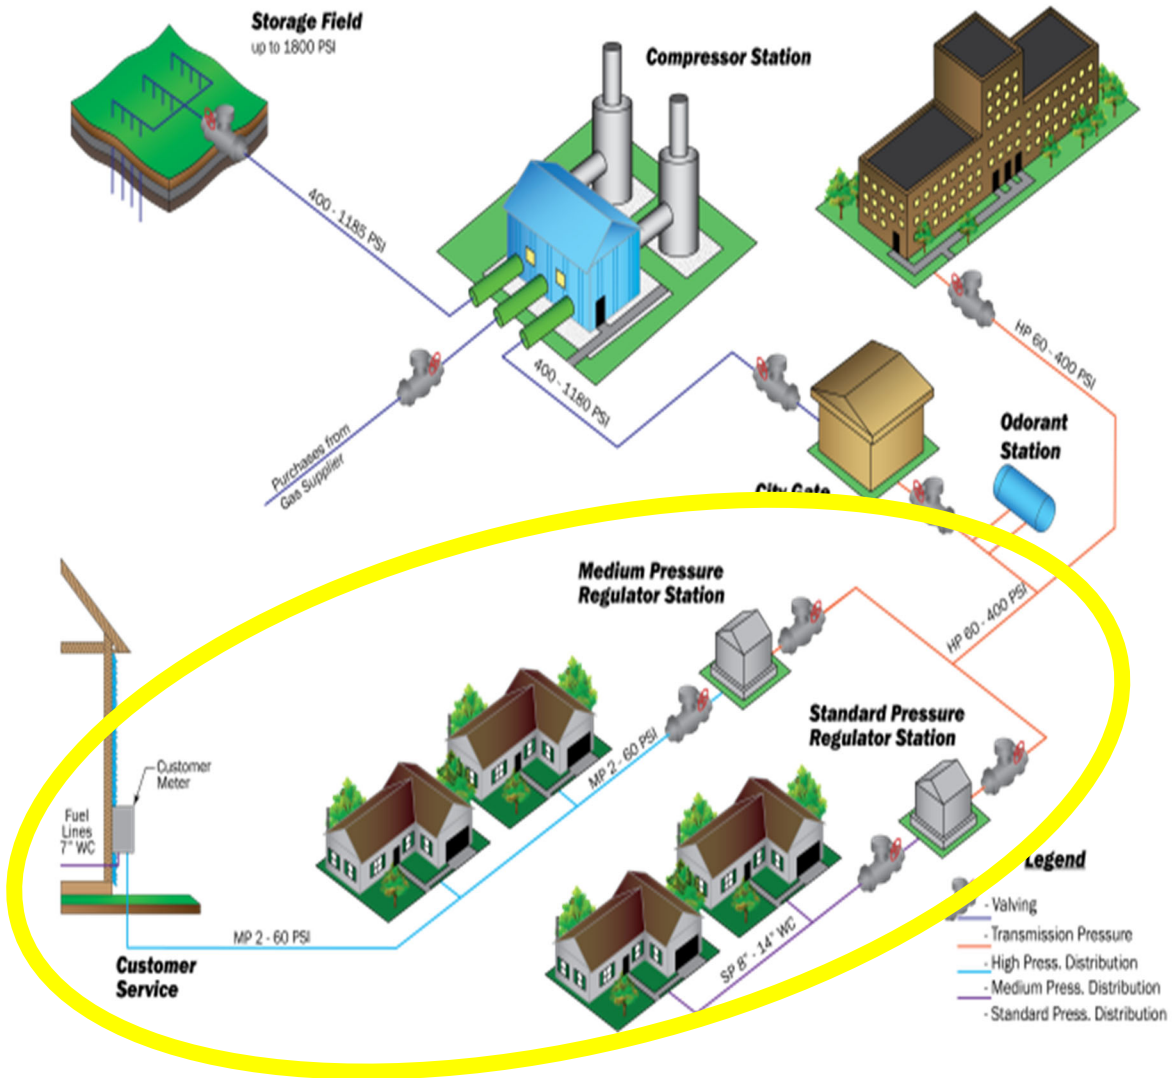 Storage Field
up to 1800 PSI
Compressor Station
400 - 1185 PSI
HP 60 - 400 PSI
400 - 1180 PSI
Purchases from
Gas Supplier
Odorant
Station
City Gate
Medium Pressure
Regulator Station
HP 60 - 400 PSI
Standard Pressure
Regulator Station
MP 2 - 60 PSI
Customer
Meter
Fuel
Lines
7" WC
SP 8" - 14" WC
MP 2 - 60 PSI
Customer
Service
Legend
- Valving
- Transmission Pressure
- High Press. Distribution
- Medium Press. Distribution
- Standard Press. Distribution